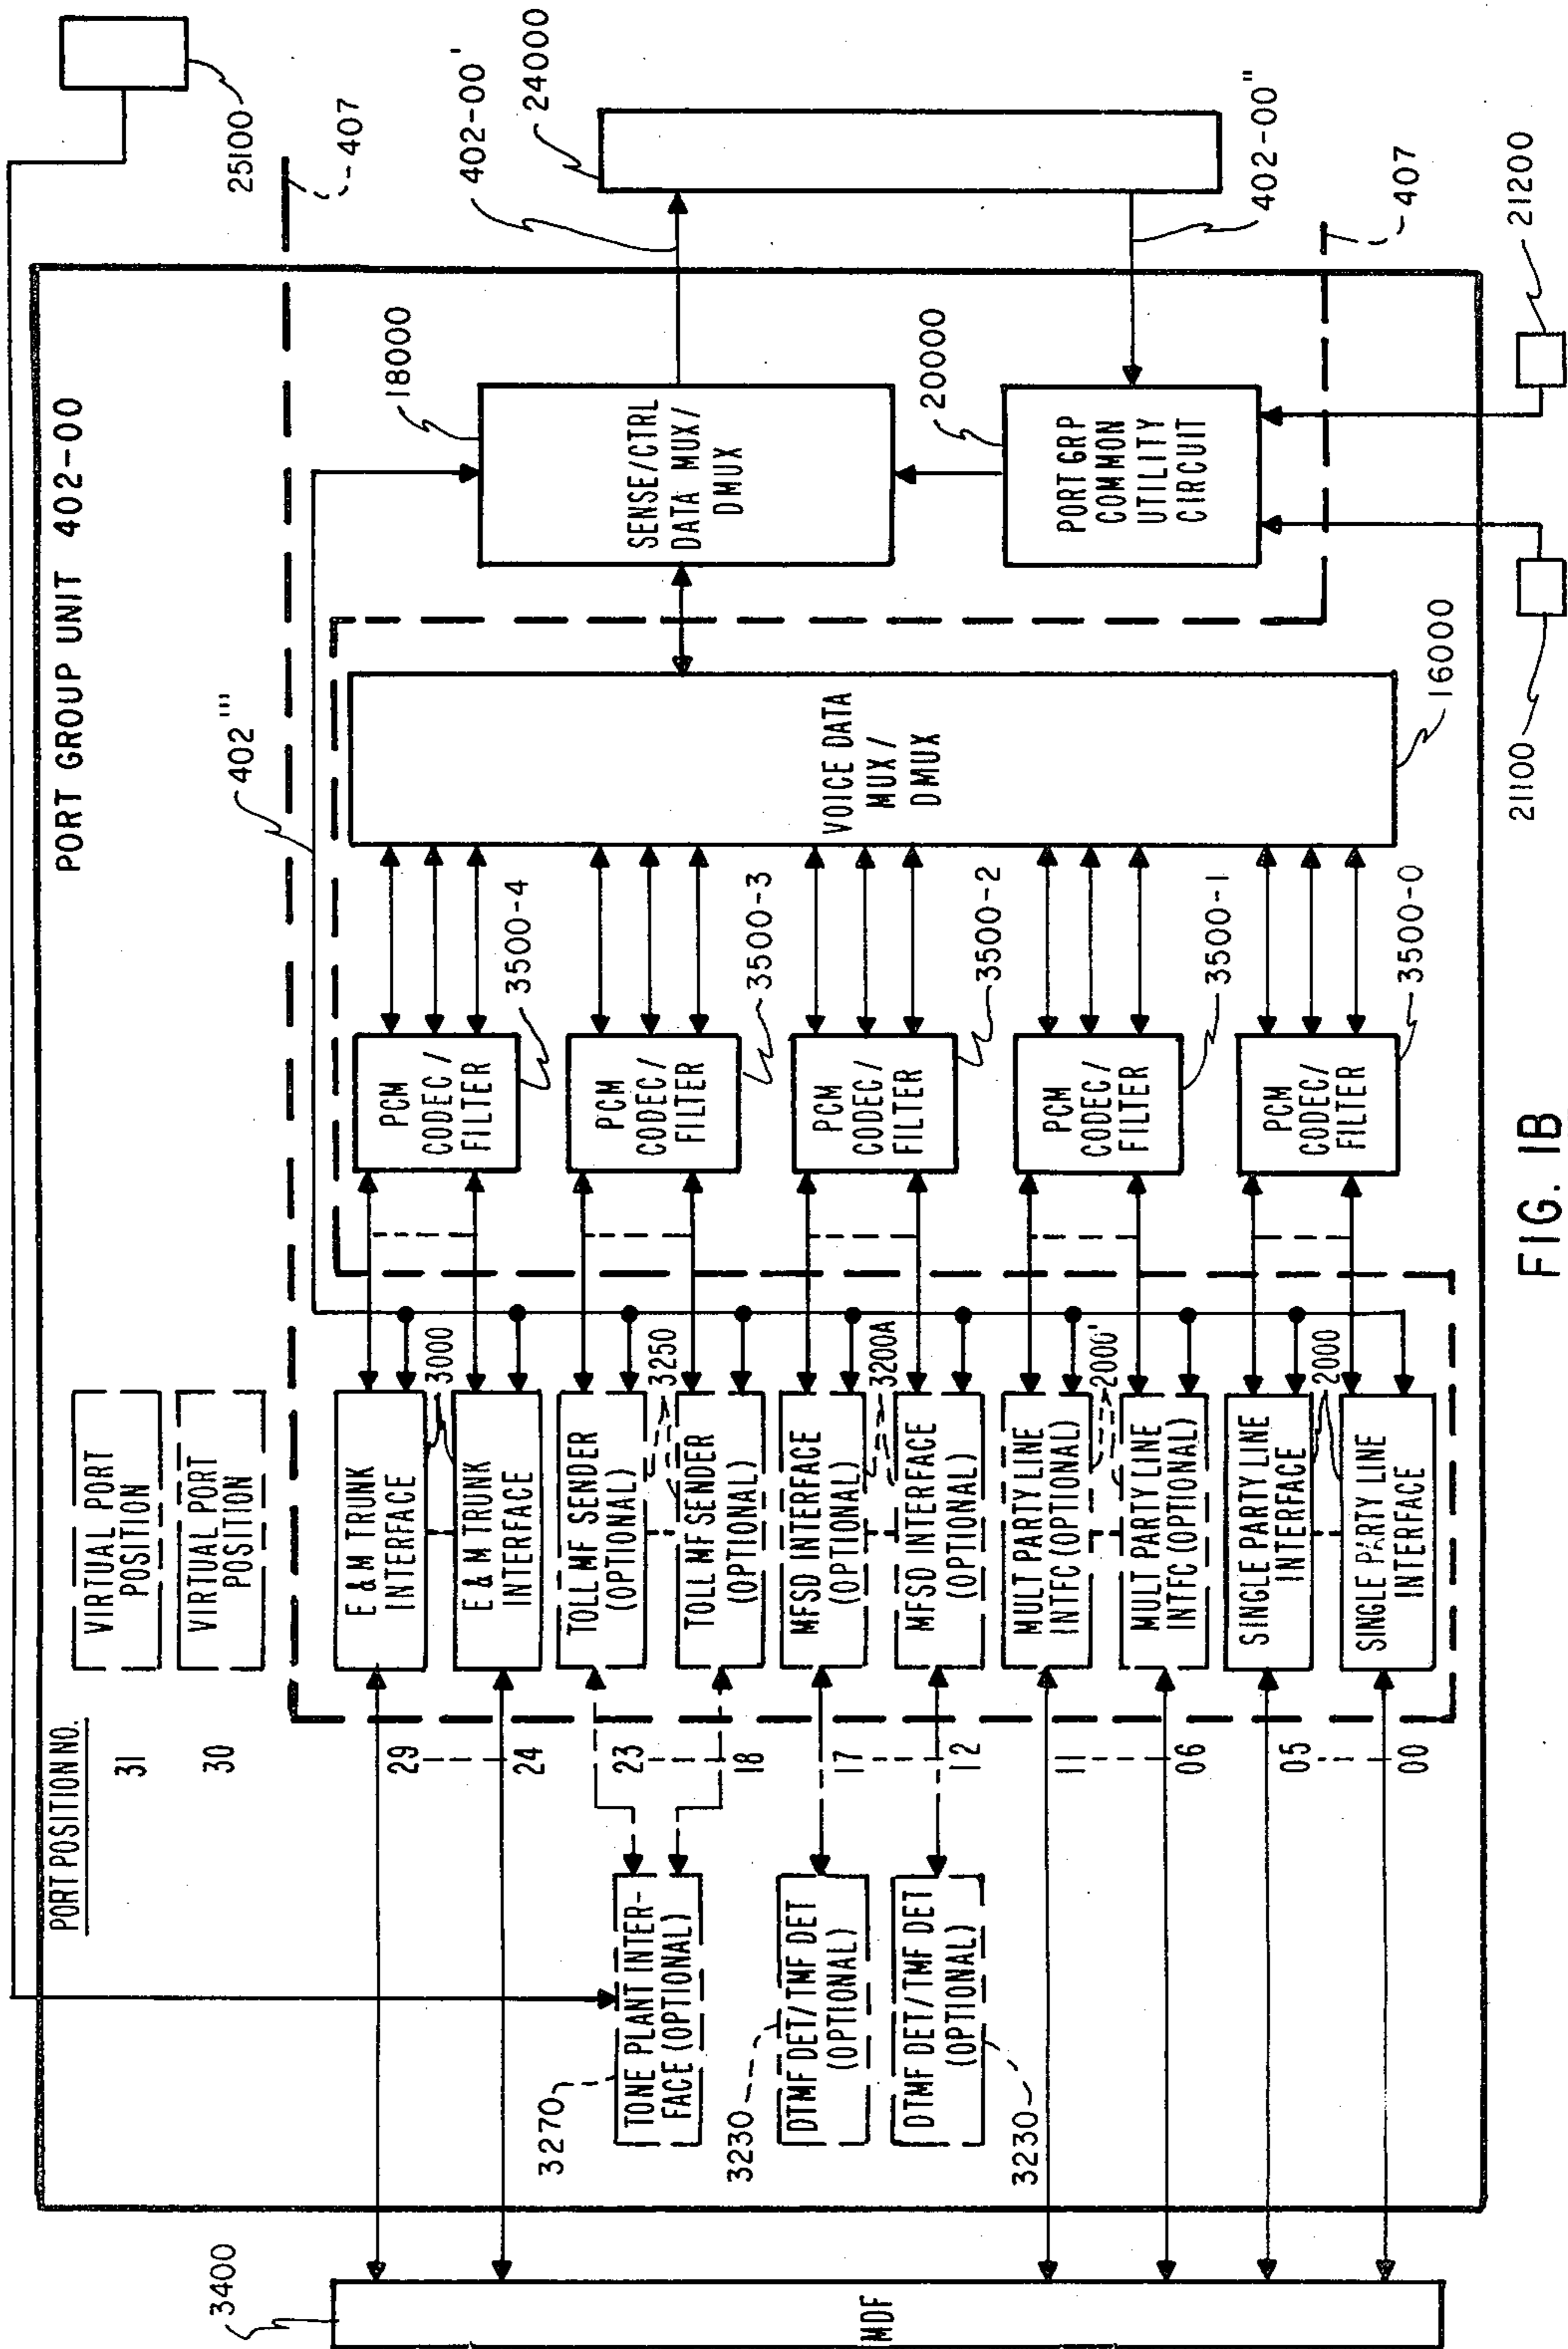 PORT GROUP UNIT 402-00
PORT POSITION NO.
31
VIRTUAL PORT
POSITION
30
VIRTUAL PORT
POSITION
25100
407
402'''
3400
MDF
29
24
E & M TRUNK
INTERFACE
E & M TRUNK
INTERFACE
3000
3270
TONE PLANT INTER-
FACE (OPTIONAL)
23
18
TOLL MF SENDER
(OPTIONAL)
TOLL MF SENDER
(OPTIONAL)
3250
3230
DTMF DET/TMF DET
(OPTIONAL)
DTMF DET/TMF DET
(OPTIONAL)
3230
17
12
MFSD INTERFACE
(OPTIONAL)
MFSD INTERFACE
(OPTIONAL)
3200A
11
06
MULT PARTY LINE
INTFC (OPTIONAL)
MULT PARTY LINE
INTFC (OPTIONAL)
2000'
05
00
SINGLE PARTY LINE
INTERFACE
SINGLE PARTY LINE
INTERFACE
2000
PCM
CODEC/
FILTER
3500-4
PCM
CODEC/
FILTER
3500-3
PCM
CODEC/
FILTER
3500-2
PCM
CODEC/
FILTER
3500-1
PCM
CODEC/
FILTER
3500-0
VOICE DATA
MUX/
DMUX
16000
18000
SENSE/CTRL
DATA MUX/
DMUX
20000
PORT GRP
COMMON
UTILITY
CIRCUIT
402-00'
24000
402-00"
407
21100
21200
FIG. 1B